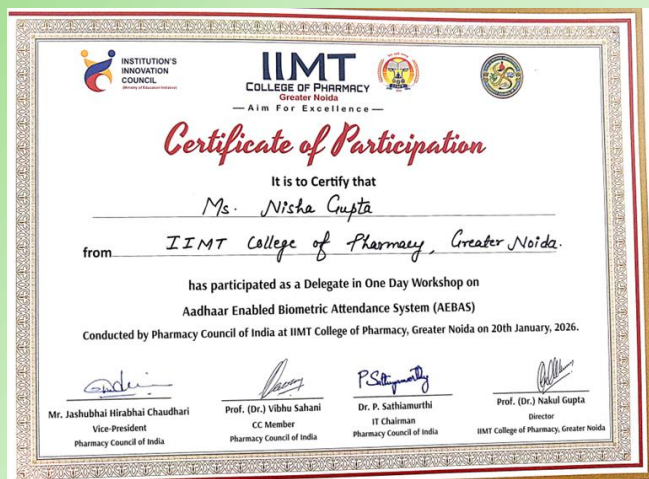 INSTITUTION'S
INNOVATION
COUNCIL
(Ministry of Education Initiative)
IIMT
COLLEGE OF PHARMACY
Greater Noida
— Aim For Excellence —
Certificate of Participation
It is to Certify that
Ms. Nisha Gupta
from IIMT College of Pharmacy, Greater Noida.
has participated as a Delegate in One Day Workshop on
Aadhaar Enabled Biometric Attendance System (AEBAS)
Conducted by Pharmacy Council of India at IIMT College of Pharmacy, Greater Noida on 20th January, 2026.
Mr. Jashubhai Hirabhai Chaudhari
Vice-President
Pharmacy Council of India
Prof. (Dr.) Vibhu Sahani
CC Member
Pharmacy Council of India
P. Sathiyamurthy
Dr. P. Sathiamurthi
IT Chairman
Pharmacy Council of India
Prof. (Dr.) Nakul Gupta
Director
IIMT College of Pharmacy, Greater Noida